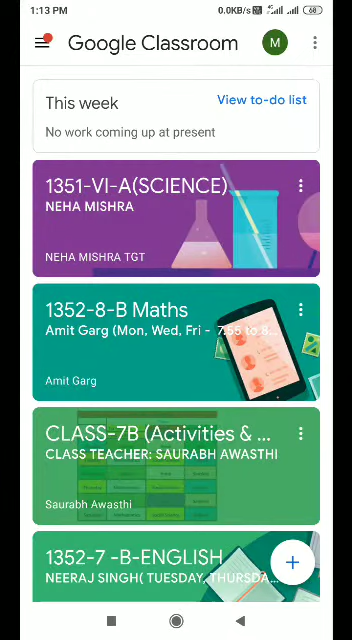 1:13 PM
0.0KB/s
68
Google Classroom
M
This week
View to-do list
No work coming up at present
1351-VI-A(SCIENCE)
NEHA MISHRA
NEHA MISHRA TGT
1352-8-B Maths
Amit Garg (Mon, Wed, Fri - 7.55 to 8...
Amit Garg
CLASS-7B (Activities & ...
CLASS TEACHER: SAURABH AWASTHI
Saurabh Awasthi
1352-7 -B-ENGLISH
NEERAJ SINGH( TUESDAY, THURSDA...